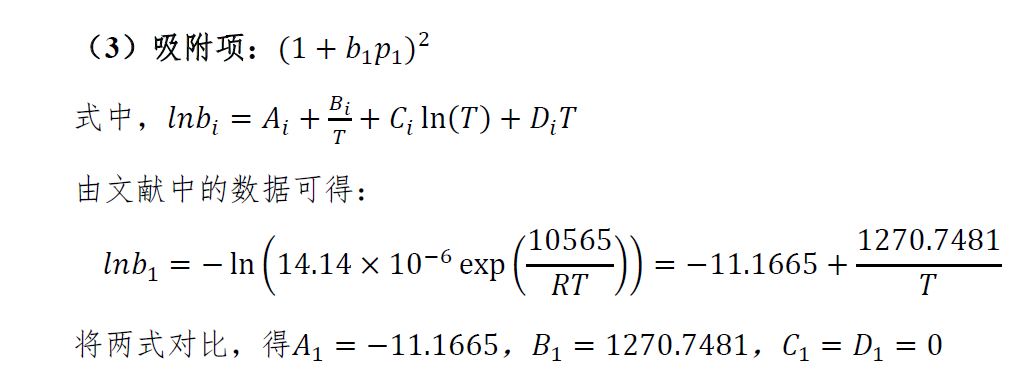 （3）吸附项：(1 + b₁p₁)²
式中，lnbᵢ = Aᵢ + Bᵢ/T + Cᵢ ln(T) + DᵢT
由文献中的数据可得：
lnb₁ = − ln(14.14 × 10⁻⁶ exp(10565/RT)) = −11.1665 + 1270.7481/T
将两式对比，得A₁ = −11.1665，B₁ = 1270.7481，C₁ = D₁ = 0